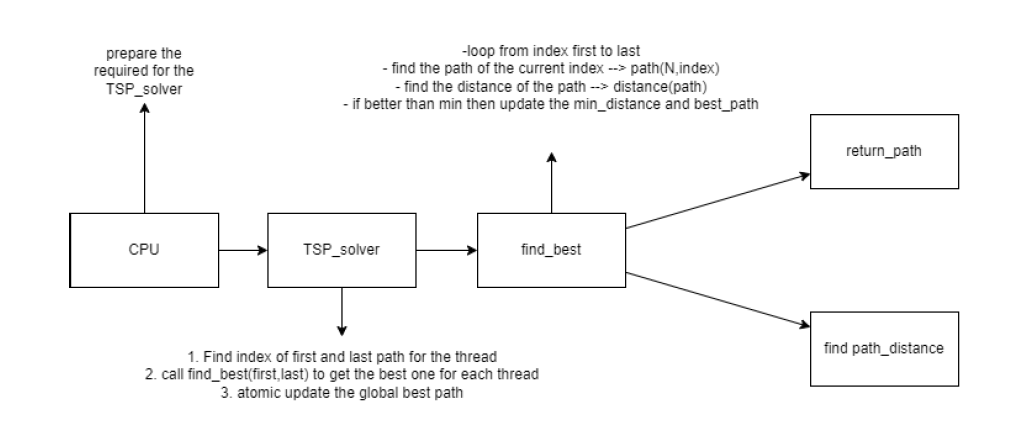 prepare the
required for the
TSP_solver
-loop from index first to last
- find the path of the current index --> path(N,index)
- find the distance of the path --> distance(path)
- if better than min then update the min_distance and best_path
return_path
CPU
TSP_solver
find_best
find path_distance
1. Find index of first and last path for the thread
2. call find_best(first,last) to get the best one for each thread
3. atomic update the global best path